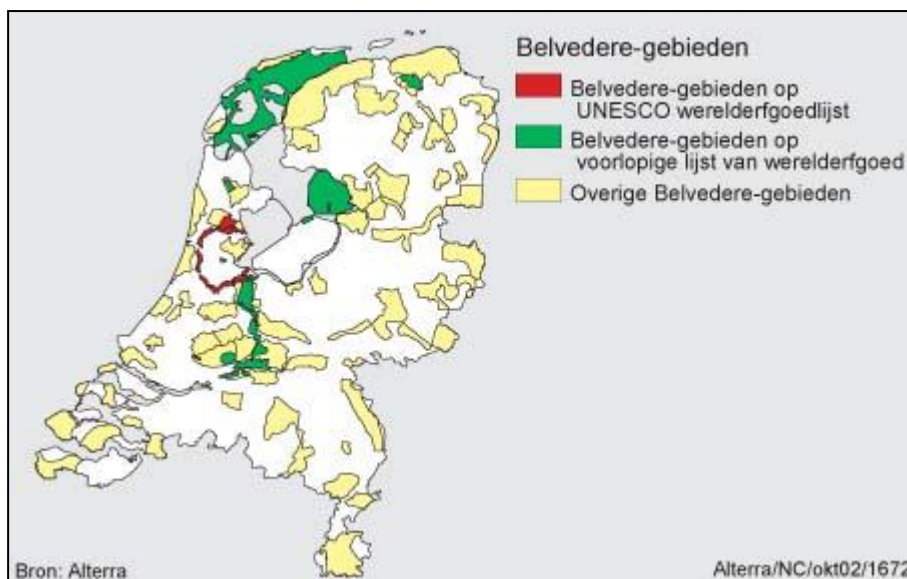 Belvedere-gebieden
Belvedere-gebieden op
UNESCO werelderfgoedlijst
Belvedere-gebieden op
voorlopige lijst van werelderfgoed
Overige Belvedere-gebieden
Bron: Alterra
Alterra/NC/okt02/1672